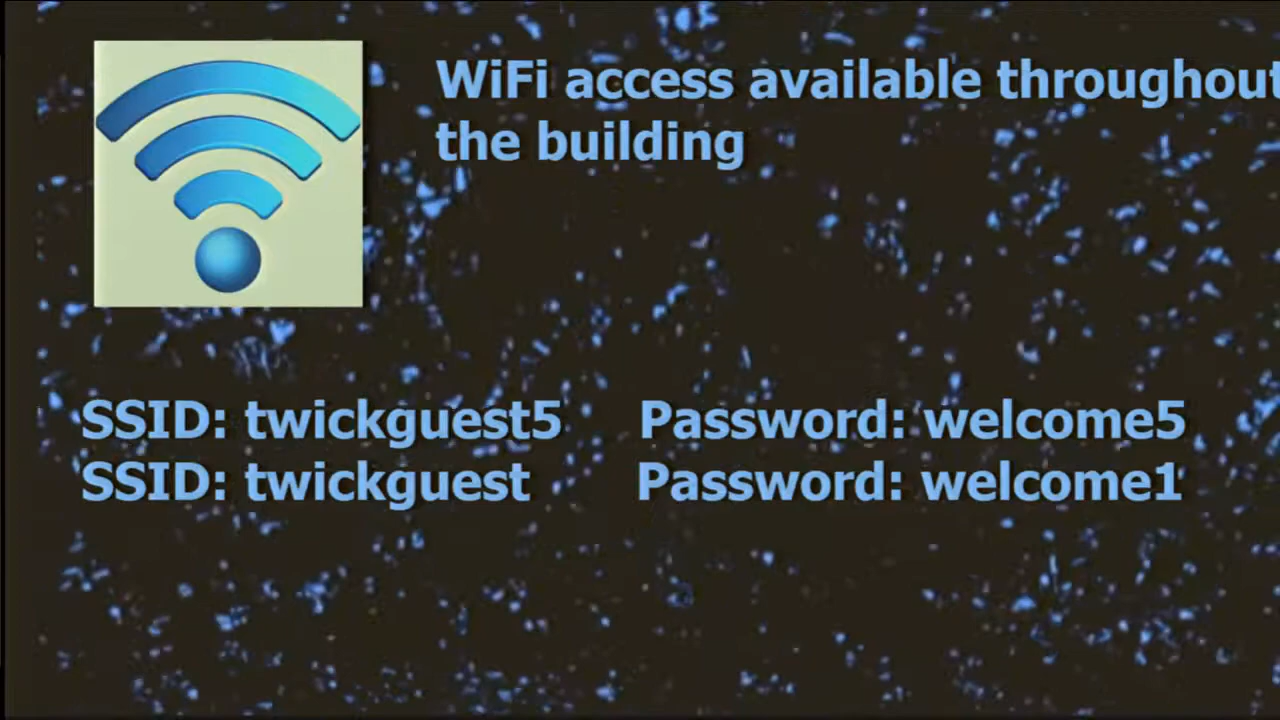 WiFi access available throughout
the building
SSID: twickguest5 Password: welcome5
SSID: twickguest Password: welcome1